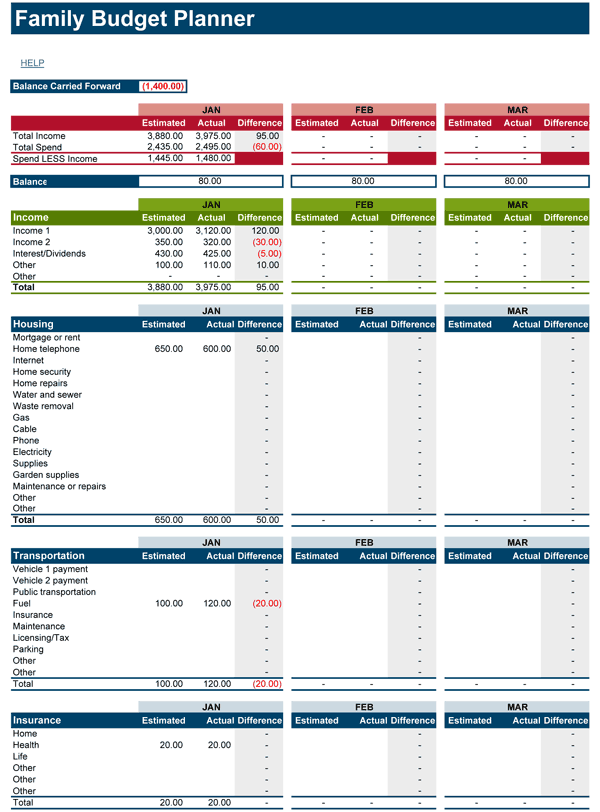 Family Budget Planner
HELP
Balance Carried Forward (1,400.00)
JAN FEB MAR
Estimated Actual Difference Estimated Actual Difference Estimated Actual Difference
Total Income 3,880.00 3,975.00 95.00 - - - - - -
Total Spend 2,435.00 2,495.00 (60.00) - - - - - -
Spend LESS Income 1,445.00 1,480.00 - - - -
Balance 80.00 80.00 80.00
JAN FEB MAR
Income Estimated Actual Difference Estimated Actual Difference Estimated Actual Difference
Income 1 3,000.00 3,120.00 120.00 - - - - - -
Income 2 350.00 320.00 (30.00) - - - - - -
Interest/Dividends 430.00 425.00 (5.00) - - - - - -
Other 100.00 110.00 10.00 - - - - - -
Other - - - - - - - - -
Total 3,880.00 3,975.00 95.00 - - - - - -
JAN FEB MAR
Housing Estimated Actual Difference Estimated Actual Difference Estimated Actual Difference
Mortgage or rent - - -
Home telephone 650.00 600.00 50.00 - -
Internet - - -
Home security - - -
Home repairs - - -
Water and sewer - - -
Waste removal - - -
Gas - - -
Cable - - -
Phone - - -
Electricity - - -
Supplies - - -
Garden supplies - - -
Maintenance or repairs - - -
Other - - -
Other - - -
Total 650.00 600.00 50.00 - - - - - -
JAN FEB MAR
Transportation Estimated Actual Difference Estimated Actual Difference Estimated Actual Difference
Vehicle 1 payment - - -
Vehicle 2 payment - - -
Public transportation - - -
Fuel 100.00 120.00 (20.00) - -
Insurance - - -
Maintenance - - -
Licensing/Tax - - -
Parking - - -
Other - - -
Other - - -
Total 100.00 120.00 (20.00) - - - - - -
JAN FEB MAR
Insurance Estimated Actual Difference Estimated Actual Difference Estimated Actual Difference
Home - - -
Health 20.00 20.00 - - -
Life - - -
Other - - -
Other - - -
Other - - -
Total 20.00 20.00 - - - - - - -